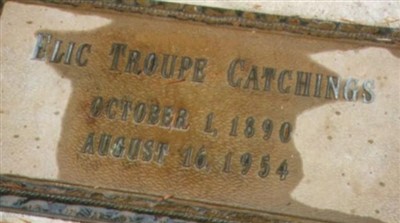 Elic Troupe Catchings
October 1, 1890
August 16, 1954